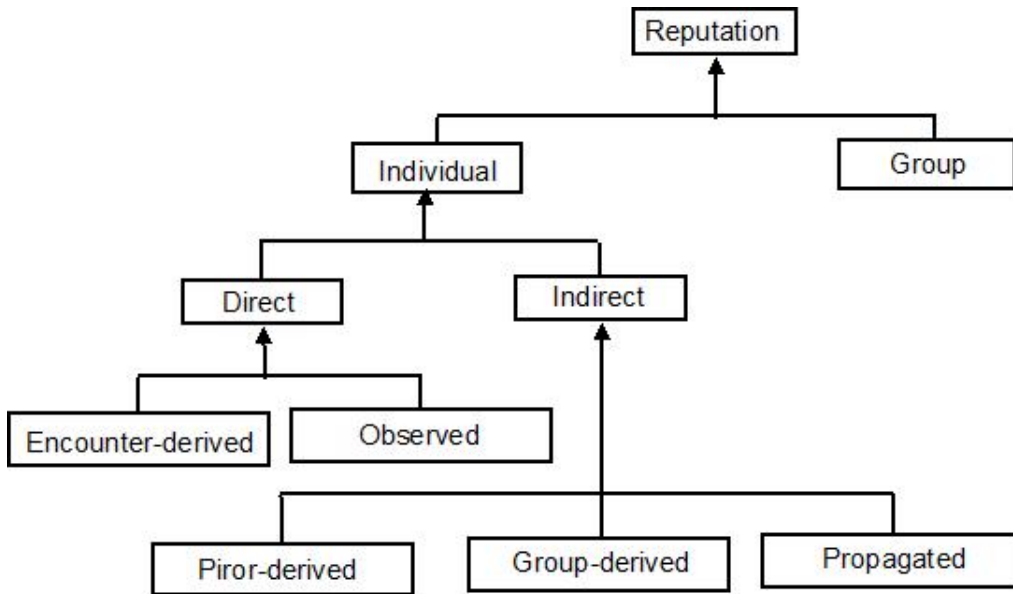 Reputation
Individual
Group
Direct
Indirect
Encounter-derived
Observed
Piror-derived
Group-derived
Propagated